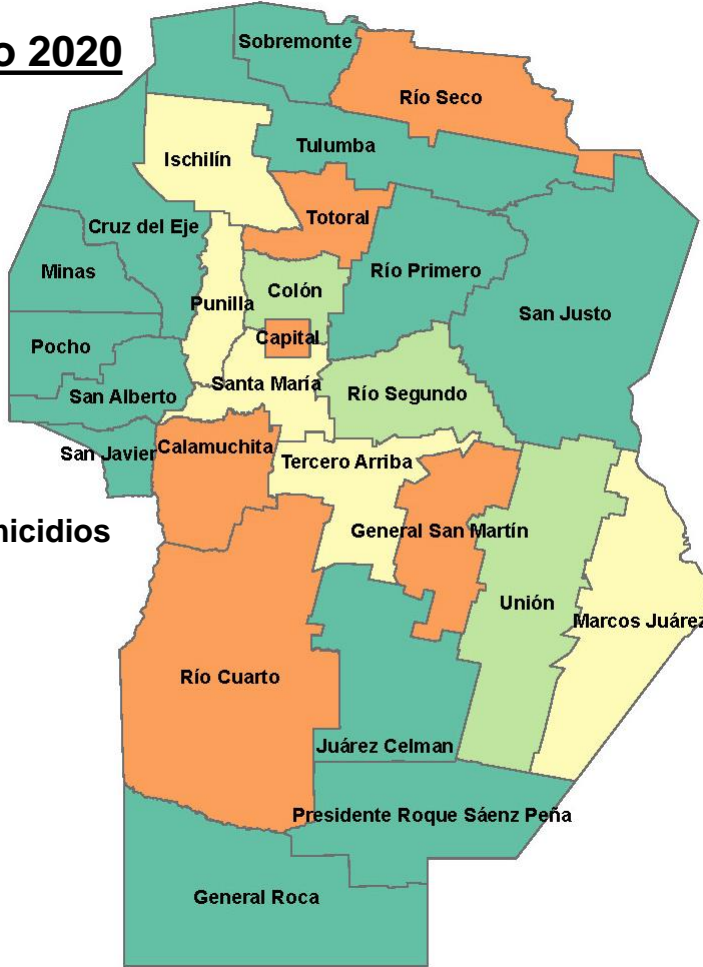 o 2020
Sobremonte
Río Seco
Tulumba
Ischilín
Totoral
Cruz del Eje
Río Primero
Minas
Colón
Punilla
San Justo
Capital
Pocho
Santa María
Río Segundo
San Alberto
San Javier
Calamuchita
Tercero Arriba
General San Martín
micidios
Unión
Marcos Juárez
Río Cuarto
Juárez Celman
Presidente Roque Sáenz Peña
General Roca